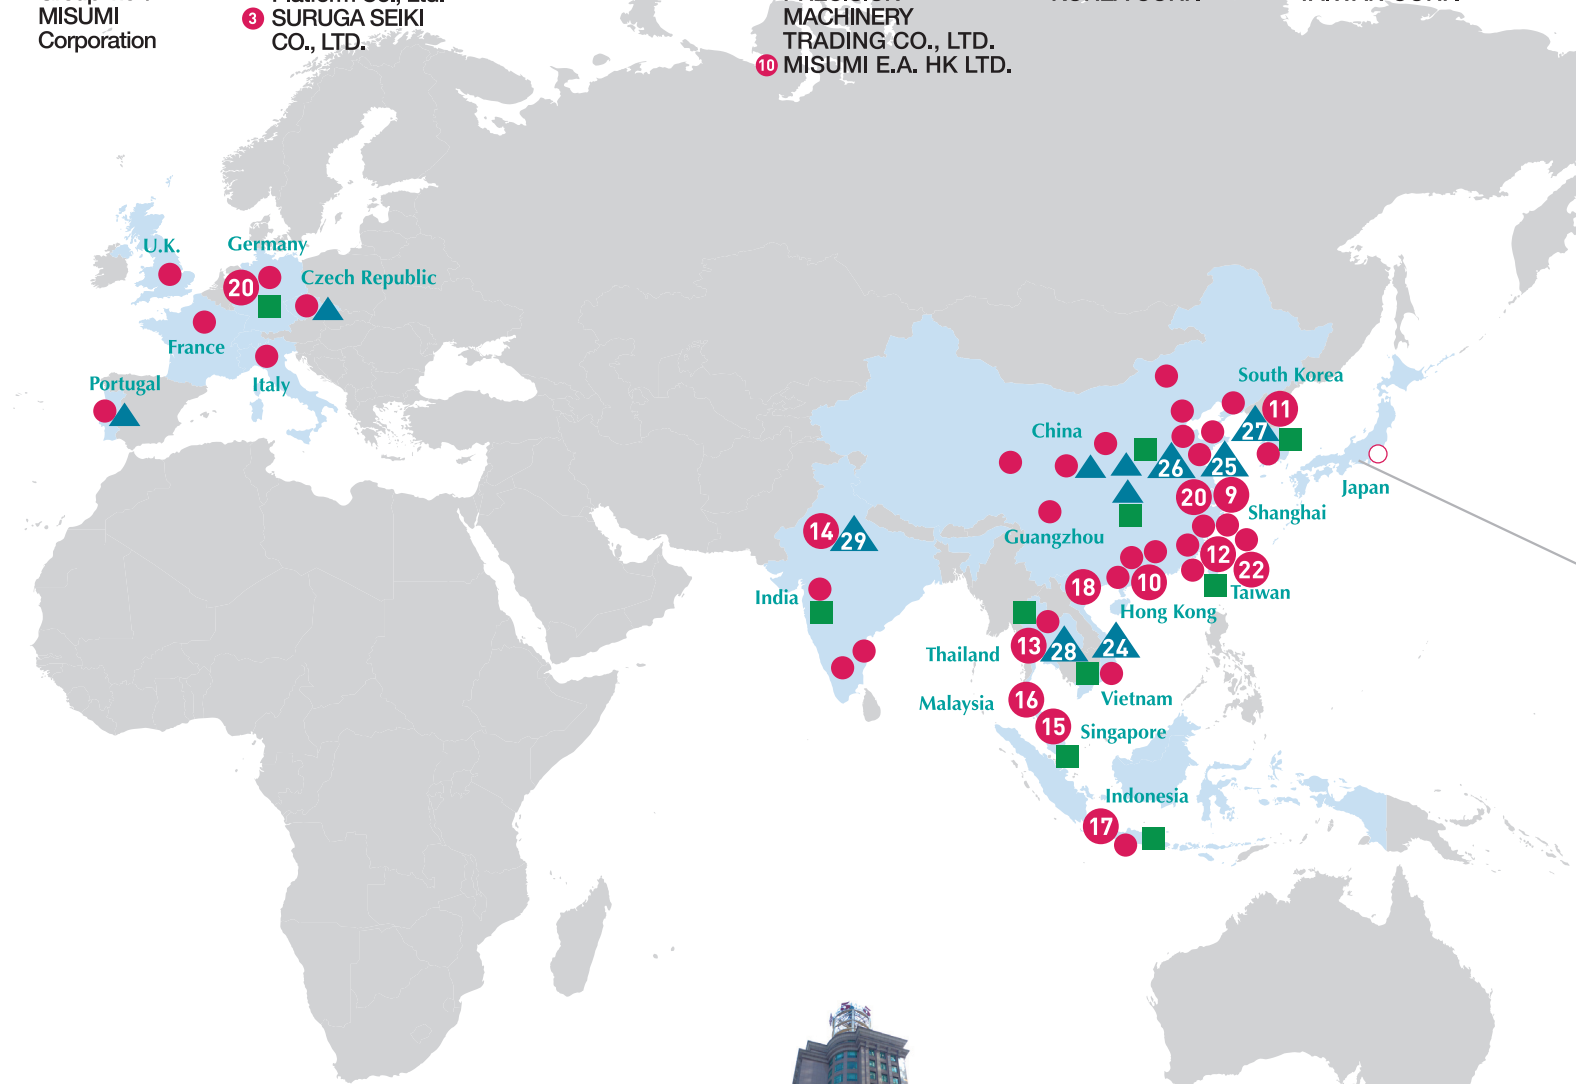 MISUMI
Corporation
3 SURUGA SEIKI
CO., LTD.
MACHINERY
TRADING CO., LTD.
10 MISUMI E.A. HK LTD.
U.K.
Germany
20
Czech Republic
France
Italy
Portugal
South Korea
11
27
China
26
25
Japan
20
9
Shanghai
Guangzhou
14
29
12
22
18
10
Taiwan
India
Hong Kong
13
28
24
Thailand
Vietnam
Malaysia
16
15
Singapore
Indonesia
17